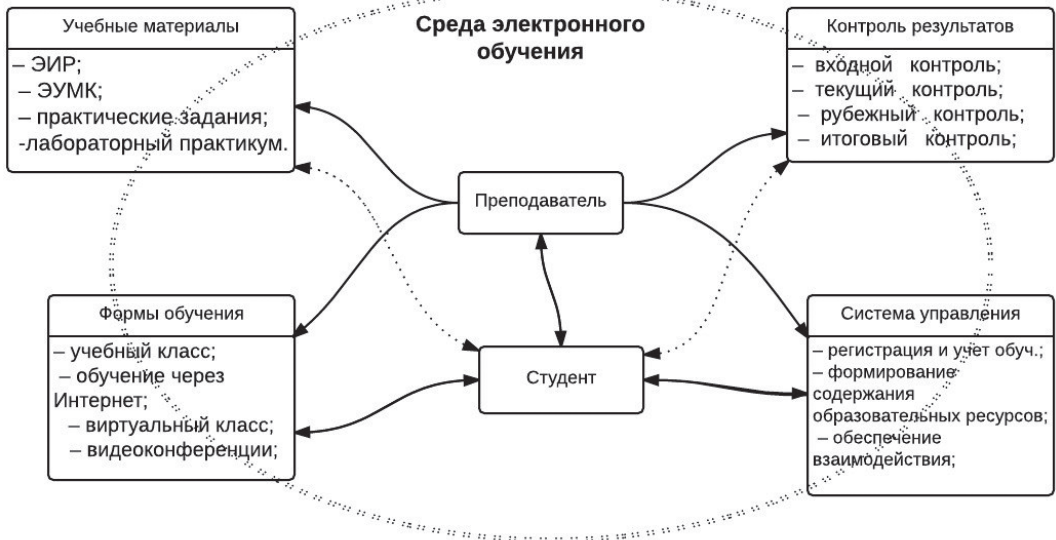 Среда электронного
обучения
Учебные материалы
– ЭИР;
– ЭУМК;
– практические задания;
-лабораторный практикум.
Контроль результатов
– входной контроль;
– текущий контроль;
– рубежный контроль;
– итоговый контроль;
Преподаватель
Формы обучения
– учебный класс;
– обучение через
Интернет;
– виртуальный класс;
– видеоконференции;
Студент
Система управления
– регистрация и учет обуч.;
– формирование
содержания
образовательных ресурсов;
– обеспечение
взаимодействия;